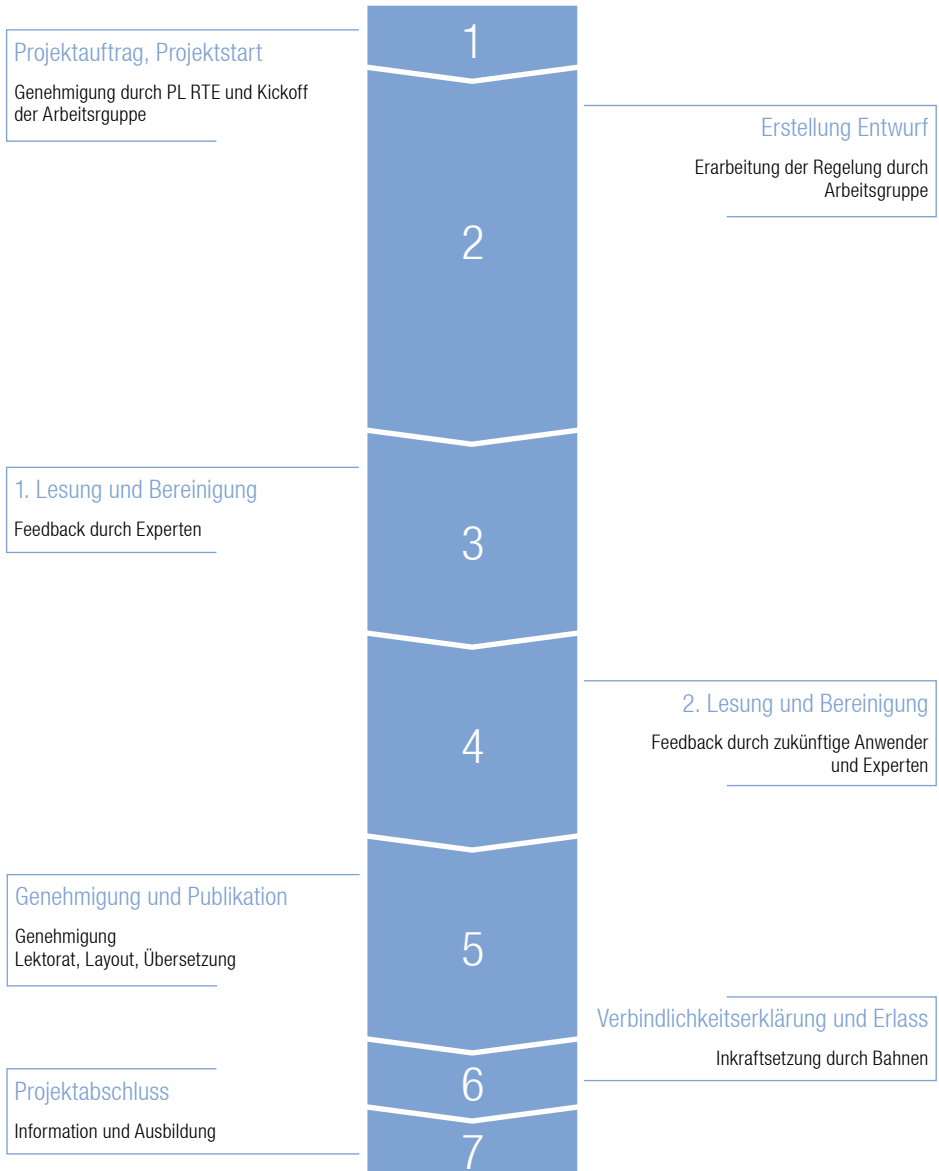 1
Projektauftrag, Projektstart
Genehmigung durch PL RTE und Kickoff
der Arbeitsrguppe
Erstellung Entwurf
Erarbeitung der Regelung durch
Arbeitsgruppe
2
1. Lesung und Bereinigung
Feedback durch Experten
3
2. Lesung und Bereinigung
Feedback durch zukünftige Anwender
und Experten
4
Genehmigung und Publikation
Genehmigung
Lektorat, Layout, Übersetzung
5
Verbindlichkeitserklärung und Erlass
Inkraftsetzung durch Bahnen
6
Projektabschluss
Information und Ausbildung
7